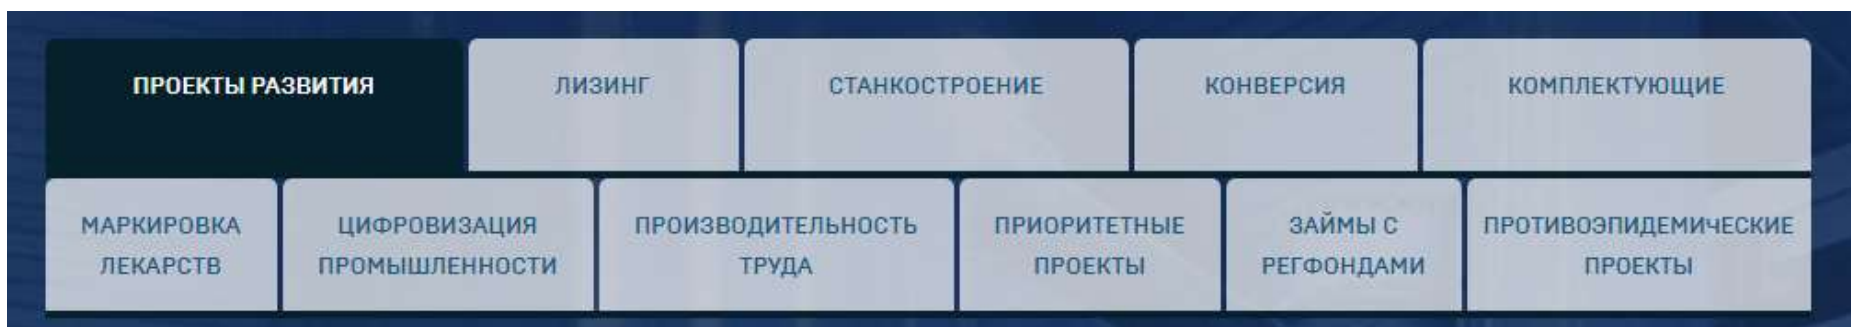 ПРОЕКТЫ РАЗВИТИЯ
ЛИЗИНГ
СТАНКОСТРОЕНИЕ
КОНВЕРСИЯ
КОМПЛЕКТУЮЩИЕ
МАРКИРОВКА
ЛЕКАРСТВ
ЦИФРОВИЗАЦИЯ
ПРОМЫШЛЕННОСТИ
ПРОИЗВОДИТЕЛЬНОСТЬ
ТРУДА
ПРИОРИТЕТНЫЕ
ПРОЕКТЫ
ЗАЙМЫ С
РЕГФОНДАМИ
ПРОТИВОЭПИДЕМИЧЕСКИЕ
ПРОЕКТЫ